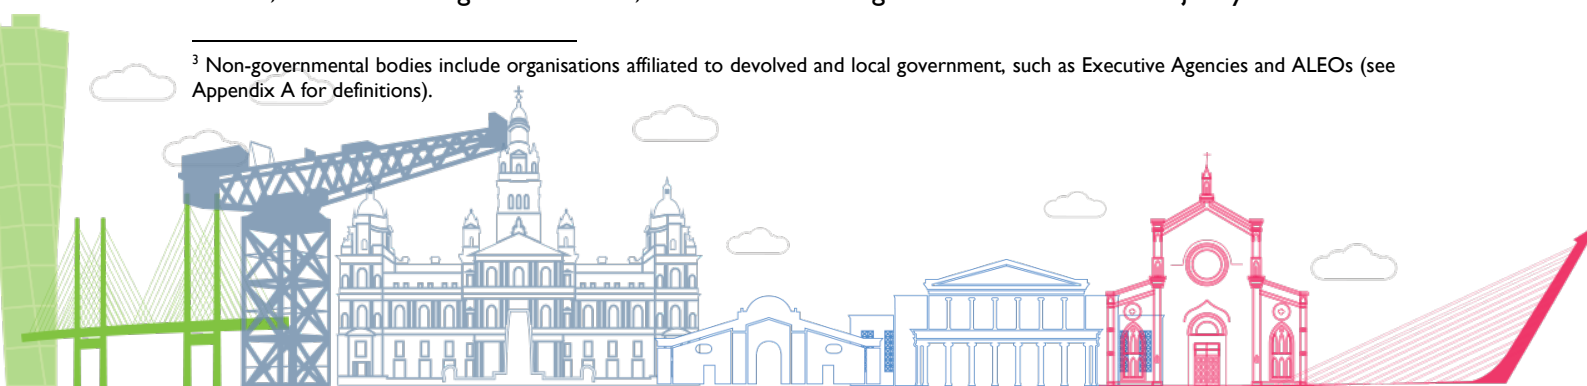 ³ Non-governmental bodies include organisations affiliated to devolved and local government, such as Executive Agencies and ALEOs (see
Appendix A for definitions).